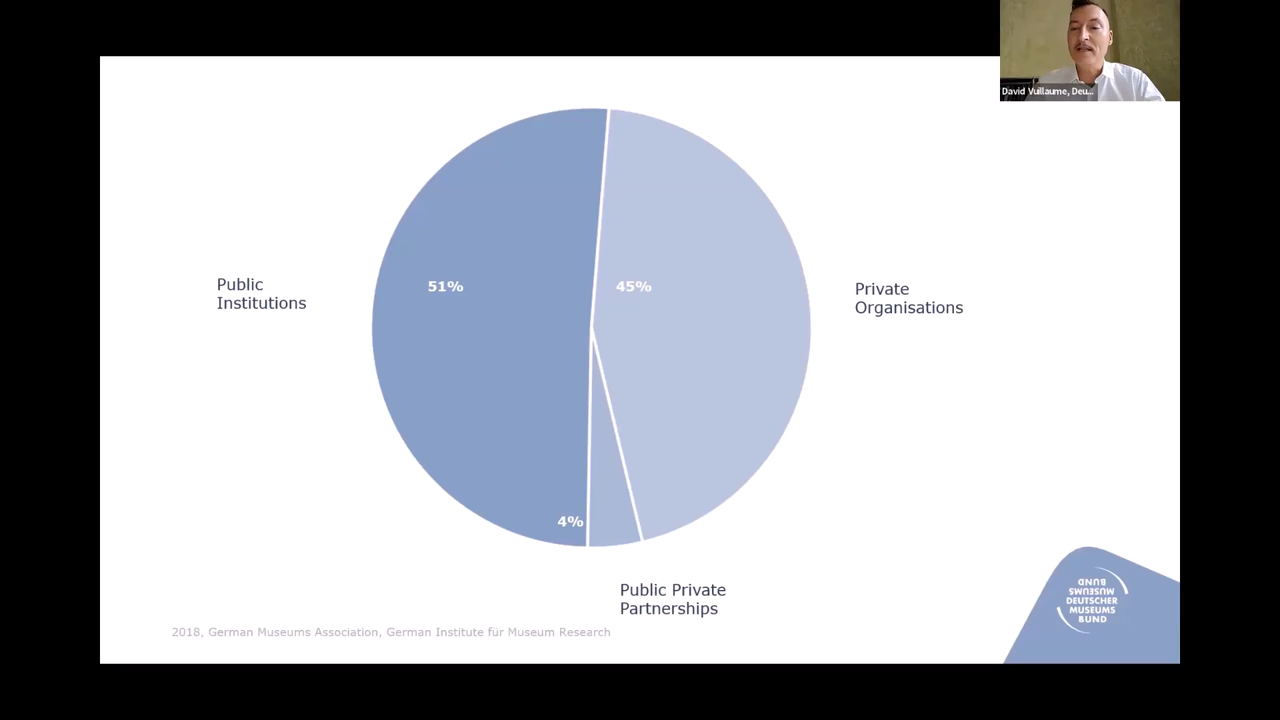 David Vuillaume, Deu...
51%
45%
Public
Institutions
Private
Organisations
4%
Public Private
Partnerships
2018, German Museums Association, German Institute für Museum Research
DEUTSCHER
MUSEUMS
BUND
DEUTSCHER
MUSEUMS
BUND